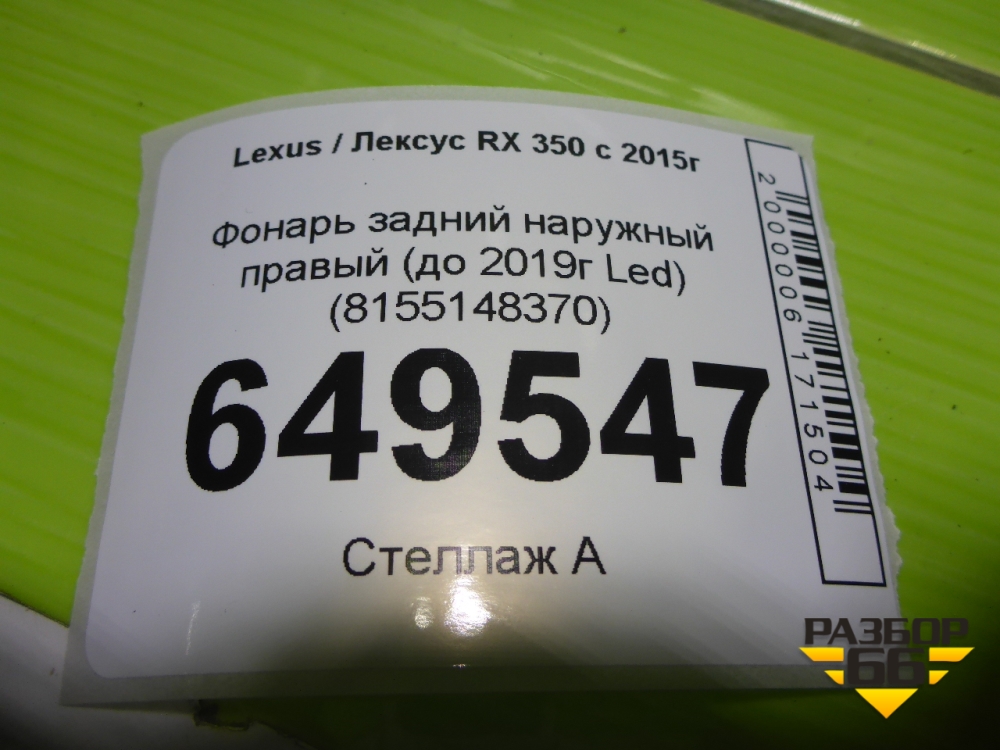 Lexus / Лексус RX 350 с 2015г
Фонарь задний наружный
правый (до 2019г Led)
(8155148370)
649547
Стеллаж А
2000006171504
РАЗБОР
66